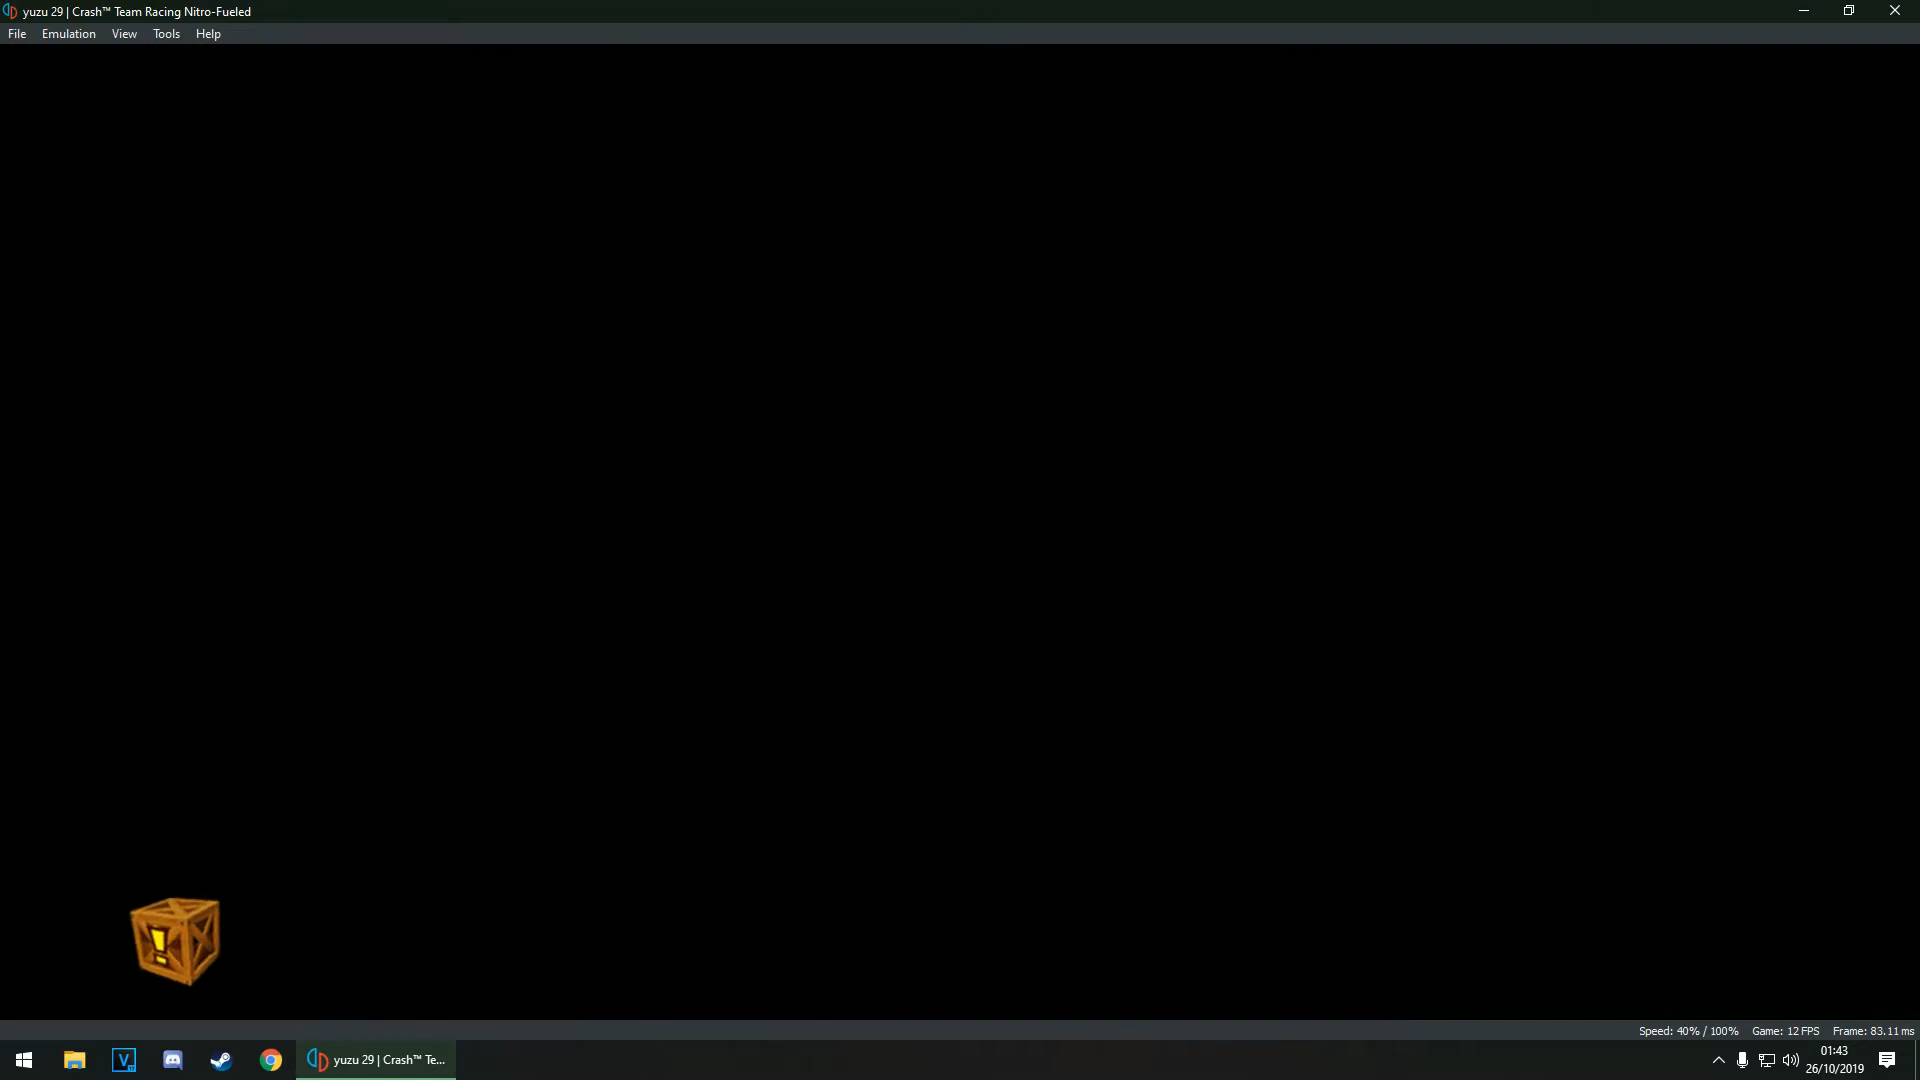 yuzu 29 | Crash™ Team Racing Nitro-Fueled
File Emulation View Tools Help
!
Speed: 40% / 100% Game: 12 FPS Frame: 83.11 ms
V
yuzu 29 | Crash™ Te...
01:43
26/10/2019